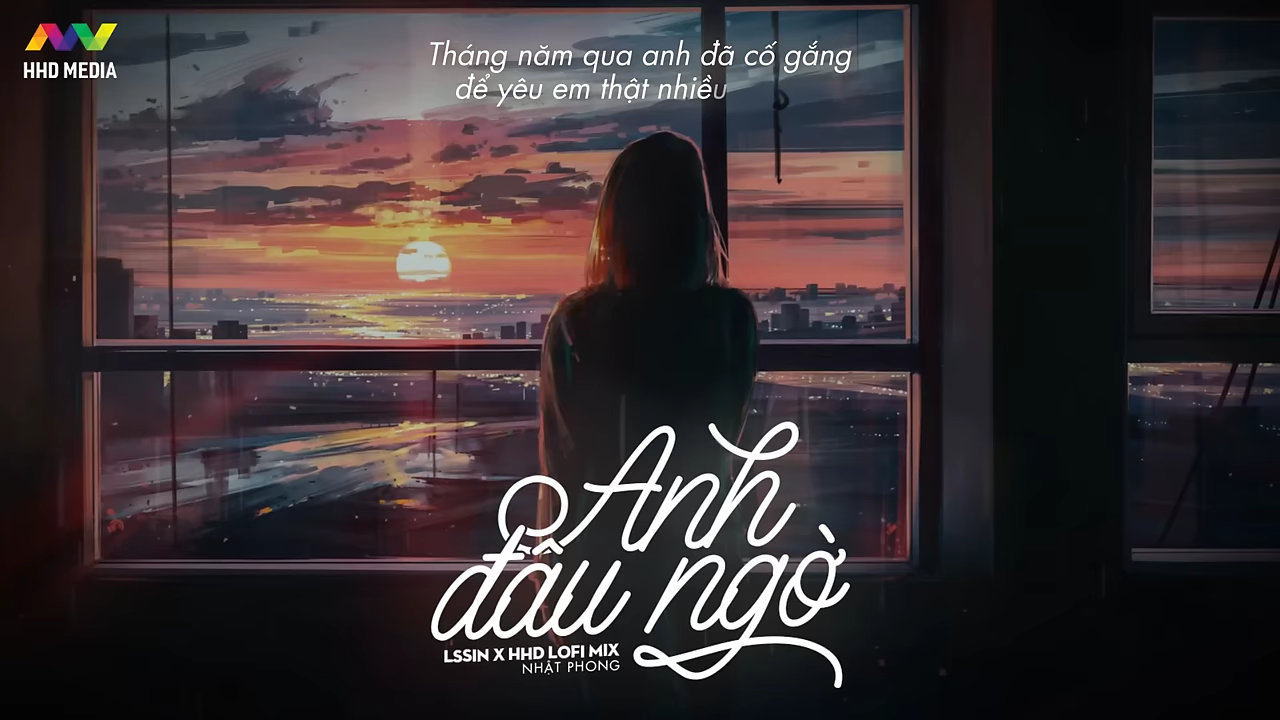 HHD MEDIA
Tháng năm qua anh đã cố gắng
để yêu em thật nhiều
Anh
đâu ngờ
LSSIN X HHD LOFI MIX
NHẬT PHONG